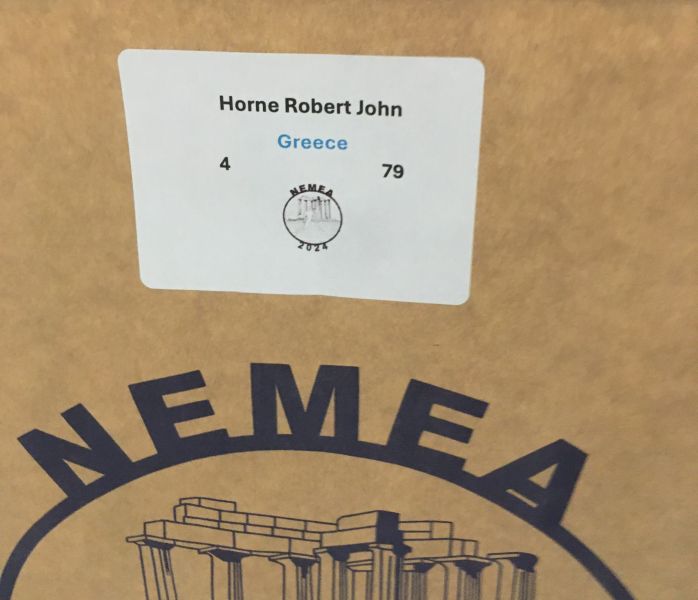 Horne Robert John
Greece
4 79
NEMEA
2024
NEMEA